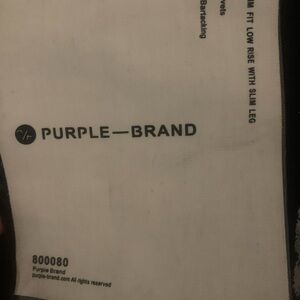 PURPLE—BRAND
800080
Purple Brand
purple-brand.com All rights reserved
Bartacking
FIT LOW RISE WITH SLIM LEG